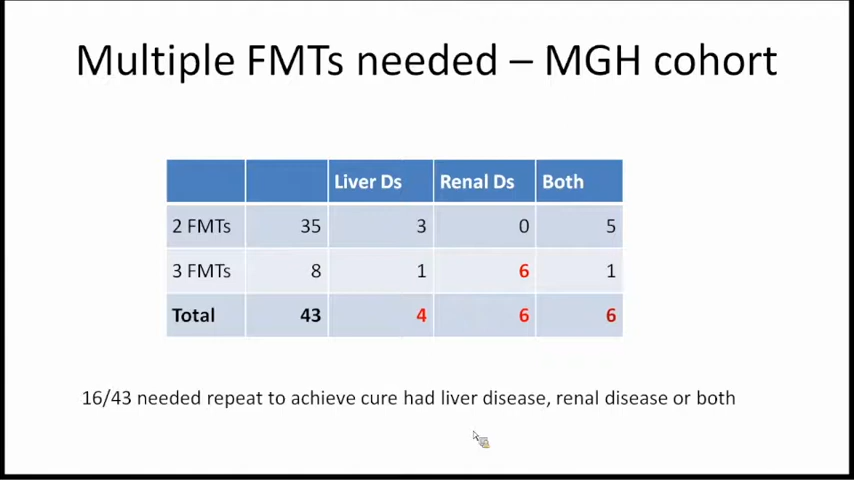 Multiple FMTs needed – MGH cohort
Liver Ds Renal Ds Both
2 FMTs 35 3 0 5
3 FMTs 8 1 6 1
Total 43 4 6 6
16/43 needed repeat to achieve cure had liver disease, renal disease or both